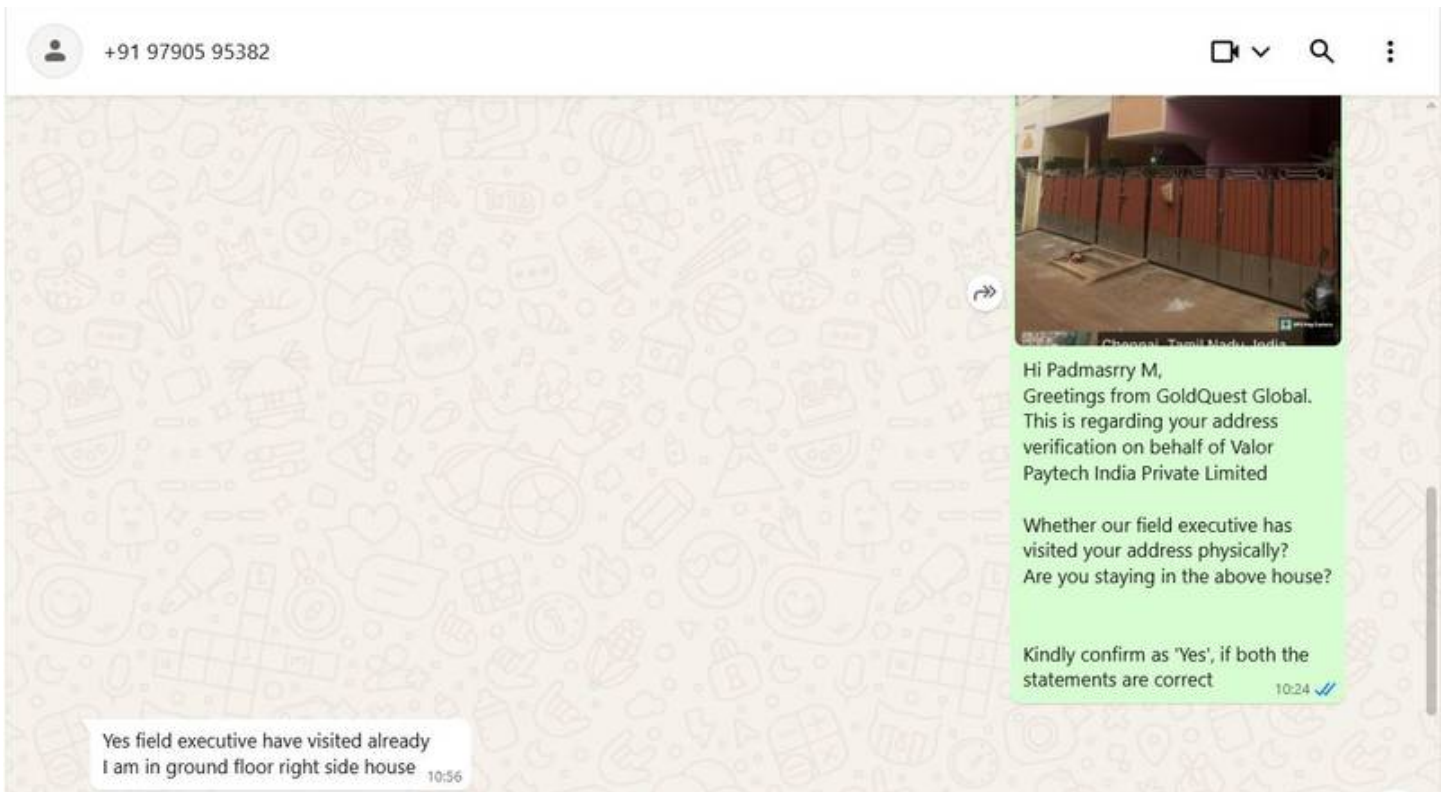 +91 97905 95382
Chennai, Tamil Nadu, India
Hi Padmasrry M,
Greetings from GoldQuest Global.
This is regarding your address
verification on behalf of Valor
Paytech India Private Limited
Whether our field executive has
visited your address physically?
Are you staying in the above house?
Kindly confirm as 'Yes', if both the
statements are correct
10:24
Yes field executive have visited already
I am in ground floor right side house
10:56